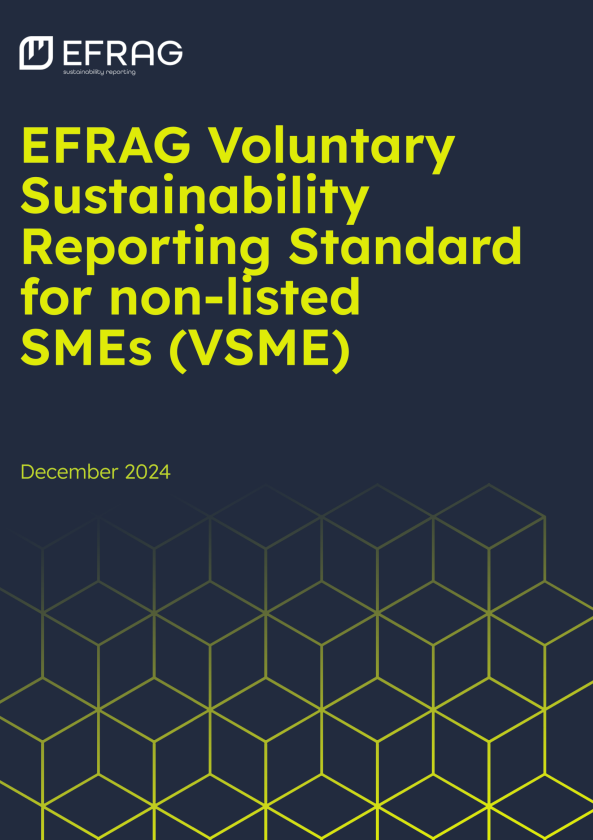 EFRAG
sustainability reporting
EFRAG Voluntary
Sustainability
Reporting Standard
for non-listed
SMEs (VSME)
December 2024